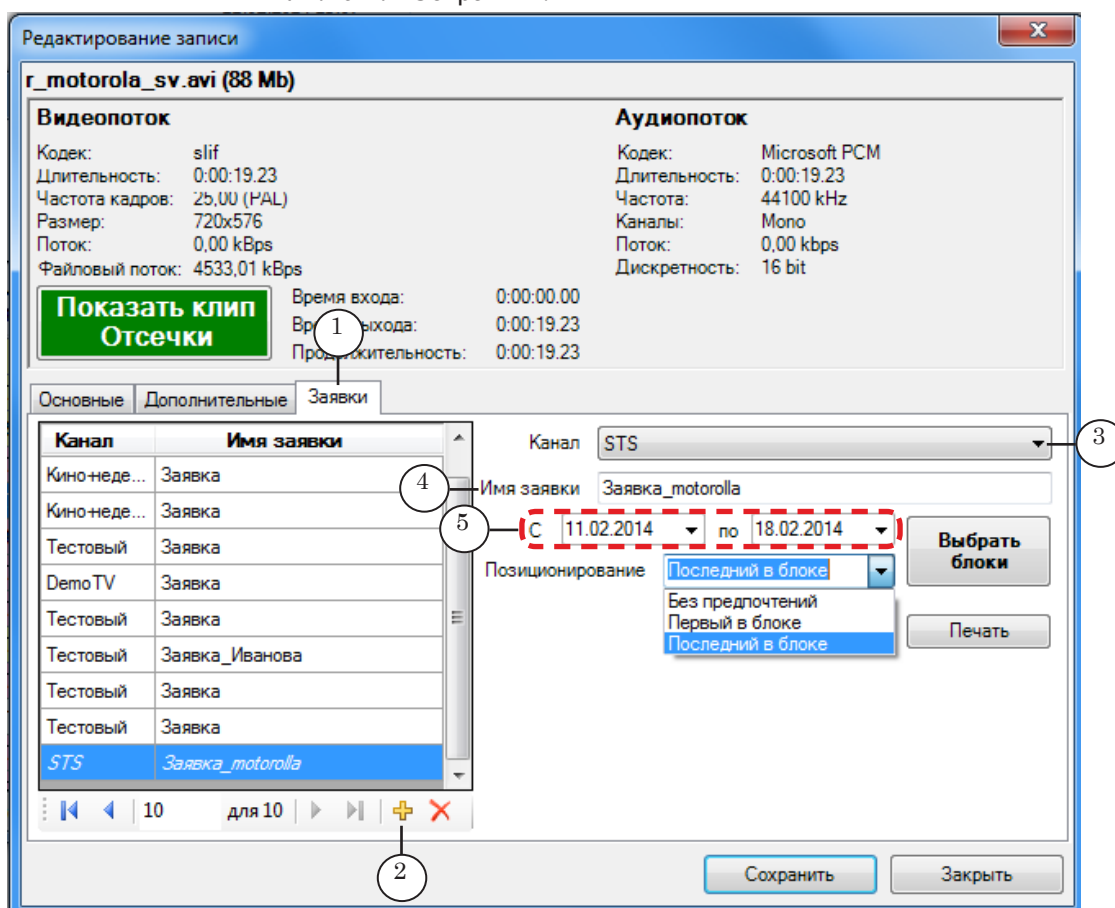 Редактирование записи
r_motorola_sv.avi (88 Mb)
Видеопоток
Кодек: slif
Длительность: 0:00:19.23
Частота кадров: 25,00 (PAL)
Размер: 720x576
Поток: 0,00 kBps
Файловый поток: 4533,01 kBps
Аудиопоток
Кодек: Microsoft PCM
Длительность: 0:00:19.23
Частота: 44100 kHz
Каналы: Mono
Поток: 0,00 kbps
Дискретность: 16 bit
Показать клип
Отсечки
Время входа: 0:00:00.00
0:00:19.23
0:00:19.23
1
Основные Дополнительные Заявки
Канал Имя заявки
Кино-неде... Заявка
Кино-неде... Заявка
Тестовый Заявка
DemoTV Заявка
Тестовый Заявка
Тестовый Заявка_Иванова
Тестовый Заявка
Тестовый Заявка
STS Заявка_motorolla
10 для 10
2
Канал STS
3
4
Имя заявки Заявка_motorolla
5
С 11.02.2014 по 18.02.2014
Позиционирование Последний в блоке
Без предпочтений
Первый в блоке
Последний в блоке
Выбрать
блоки
Печать
Сохранить Закрыть